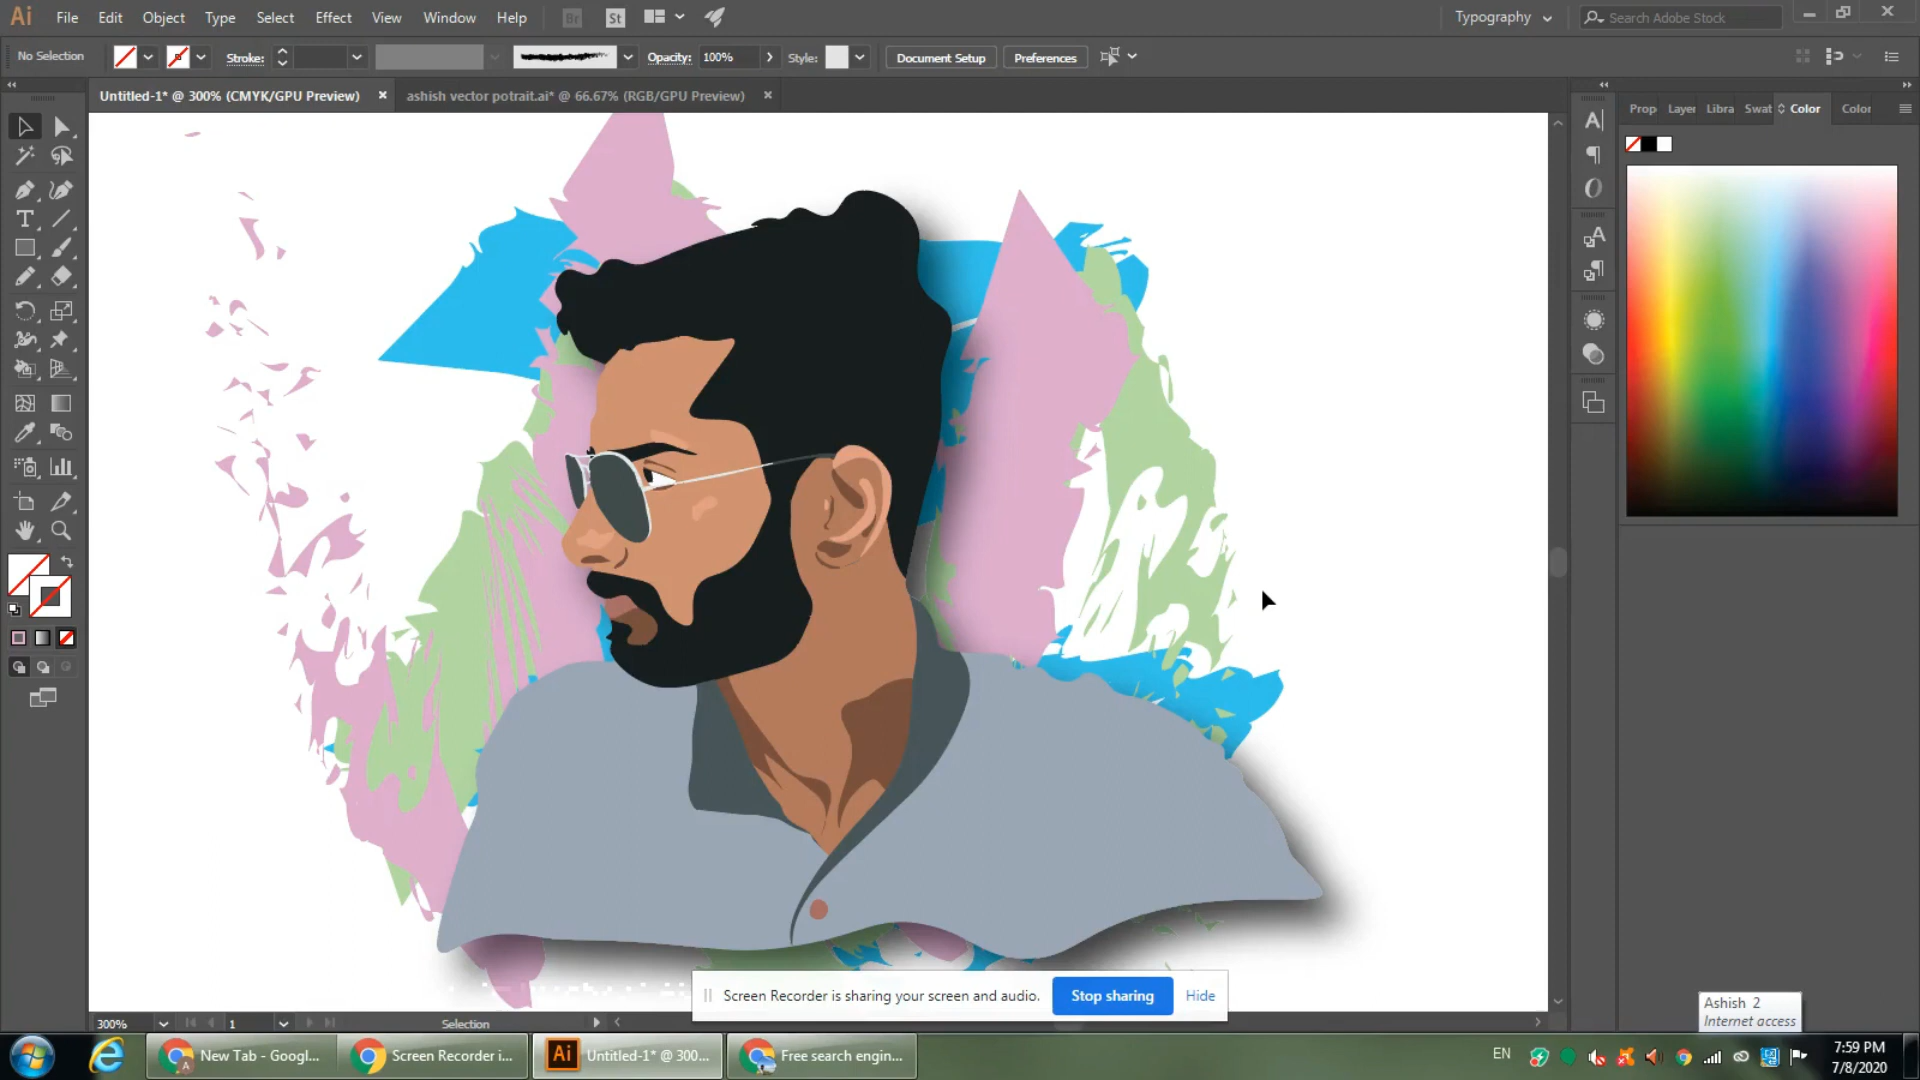 Ai File Edit Object Type Select Effect View Window Help Br St Typography Search Adobe Stock
No Selection Stroke: Opacity: 100% Style: Document Setup Preferences
Untitled-1* @ 300% (CMYK/GPU Preview) ashish vector potrait.ai* @ 66.67% (RGB/GPU Preview)
Prop Layer Libra Swat Color Color
Screen Recorder is sharing your screen and audio. Stop sharing Hide
Ashish 2
Internet access
300% 1 Selection
New Tab - Googl... Screen Recorder i... Ai Untitled-1* @ 300... Free search engin... EN
7:59 PM
7/8/2020